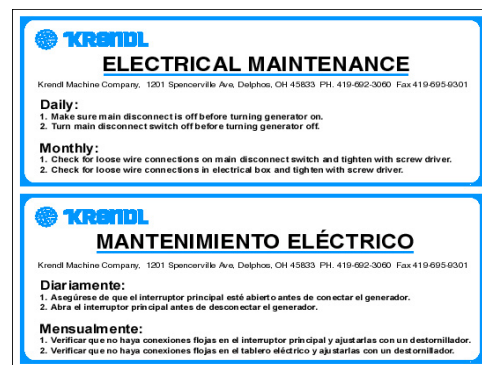 KRENDL
ELECTRICAL MAINTENANCE
Krendl Machine Company, 1201 Spencerville Ave, Delphos, OH 45833 PH. 419-692-3060 Fax 419-695-9301
Daily:
1. Make sure main disconnect is off before turning generator on.
2. Turn main disconnect switch off before turning generator off.
Monthly:
1. Check for loose wire connections on main disconnect switch and tighten with screw driver.
2. Check for loose wire connections in electrical box and tighten with screw driver.
KRENDL
MANTENIMIENTO ELÉCTRICO
Krendl Machine Company, 1201 Spencerville Ave, Delphos, OH 45833 PH. 419-692-3060 Fax 419-695-9301
Diariamente:
1. Asegúrese de que el interruptor principal esté abierto antes de conectar el generador.
2. Abra el interruptor principal antes de desconectar el generador.
Mensualmente:
1. Verificar que no haya conexiones flojas en el interruptor principal y ajustarlas con un destornillador.
2. Verificar que no haya conexiones flojas en el tablero eléctrico y ajustarlas con un destornillador.